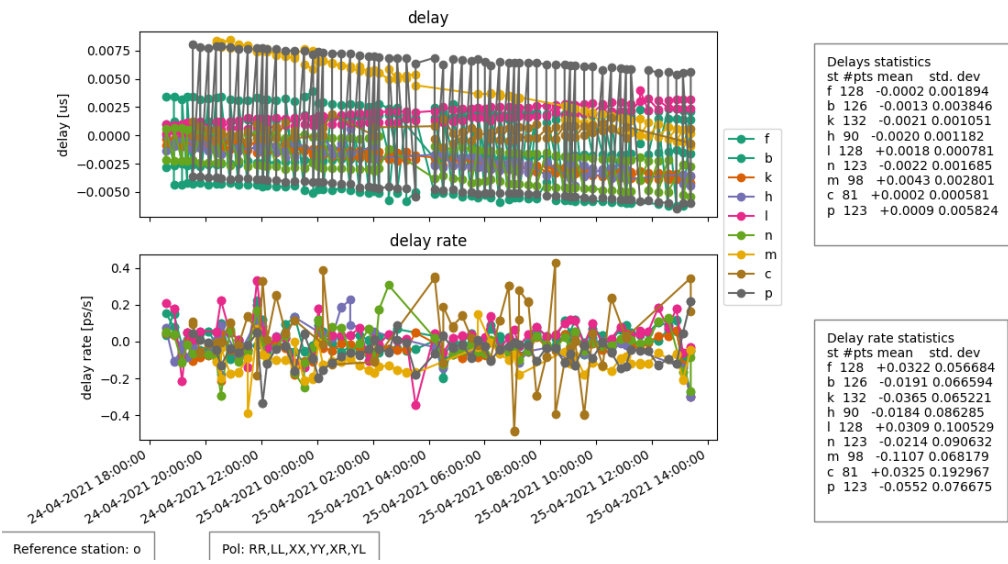 delay
0.0075
0.0050
0.0025
0.0000
−0.0025
−0.0050
delay [us]
delay rate
0.4
0.2
0.0
−0.2
−0.4
delay rate [ps/s]
24-04-2021 18:00:00
24-04-2021 20:00:00
24-04-2021 22:00:00
25-04-2021 00:00:00
25-04-2021 02:00:00
25-04-2021 04:00:00
25-04-2021 06:00:00
25-04-2021 08:00:00
25-04-2021 10:00:00
25-04-2021 12:00:00
25-04-2021 14:00:00
f
b
k
h
l
n
m
c
p
Delays statistics
st #pts mean std. dev
f 128 -0.0002 0.001894
b 126 -0.0013 0.003846
k 132 -0.0021 0.001051
h 90 -0.0020 0.001182
l 128 +0.0018 0.000781
n 123 -0.0022 0.001685
m 98 +0.0043 0.002801
c 81 +0.0002 0.000581
p 123 +0.0009 0.005824
Delay rate statistics
st #pts mean std. dev
f 128 +0.0322 0.056684
b 126 -0.0191 0.066594
k 132 -0.0365 0.065221
h 90 -0.0184 0.086285
l 128 +0.0309 0.100529
n 123 -0.0214 0.090632
m 98 -0.1107 0.068179
c 81 +0.0325 0.192967
p 123 -0.0552 0.076675
Reference station: o
Pol: RR,LL,XX,YY,XR,YL